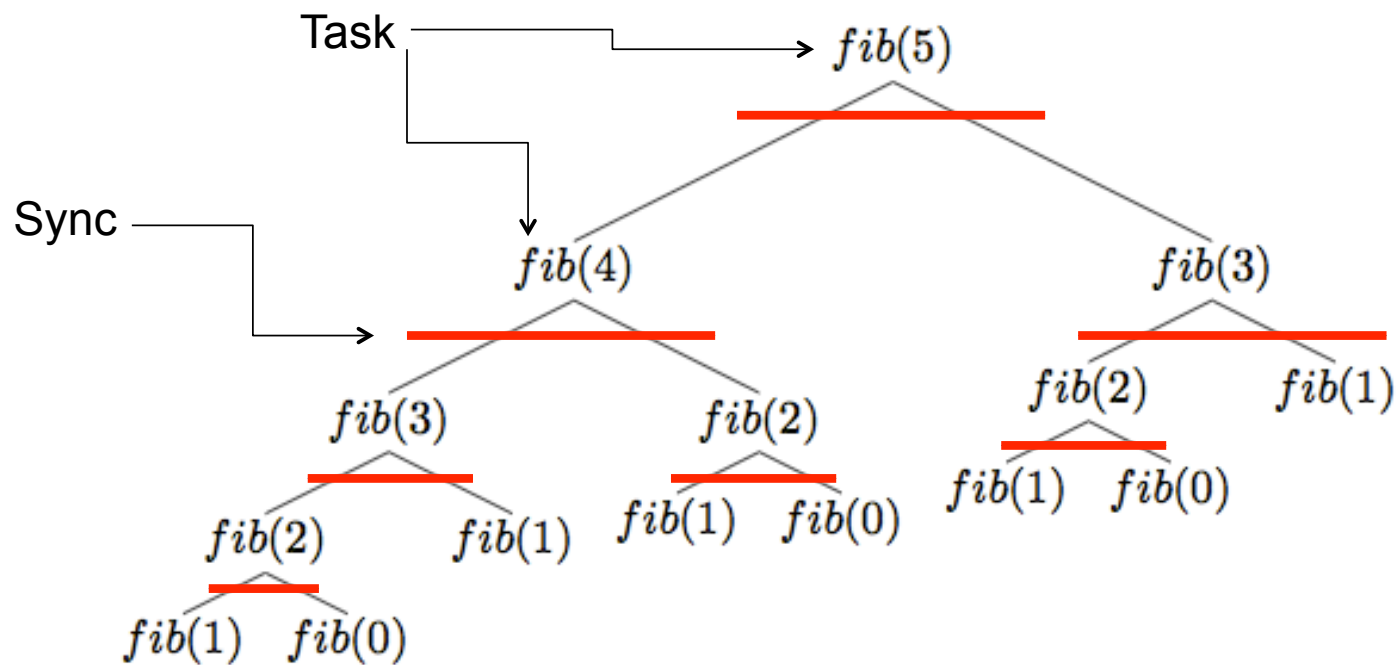 Task
fib(5)
Sync
fib(4)
fib(3)
fib(3)
fib(2)
fib(2)
fib(1)
fib(2)
fib(1)
fib(1)
fib(0)
fib(1)
fib(0)
fib(1)
fib(0)